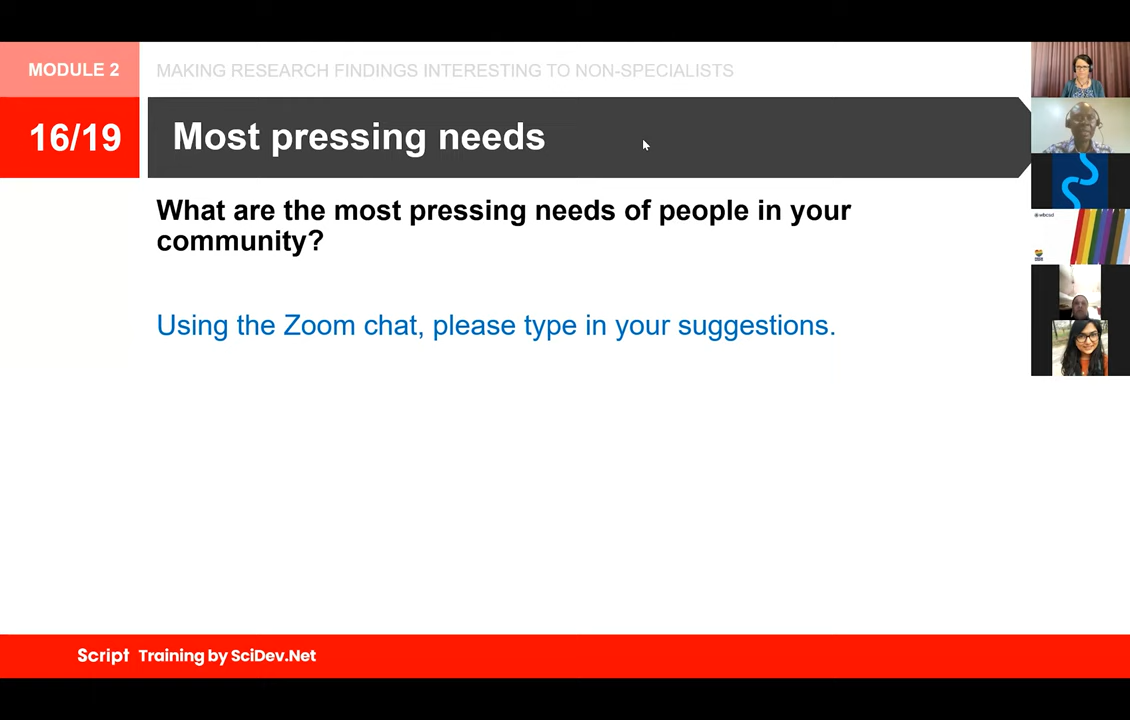 MODULE 2
MAKING RESEARCH FINDINGS INTERESTING TO NON-SPECIALISTS
16/19
Most pressing needs
What are the most pressing needs of people in your
community?
Using the Zoom chat, please type in your suggestions.
wbcsd
Script Training by SciDev.Net